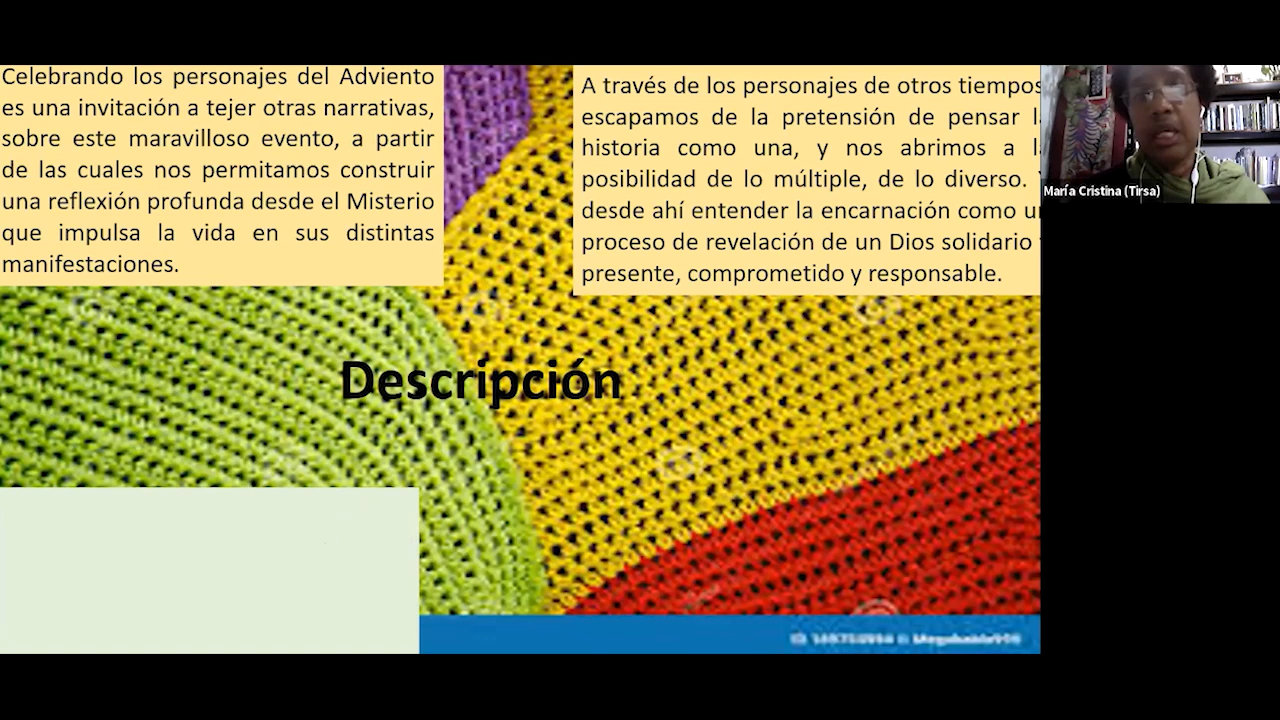 Celebrando los personajes del Adviento
es una invitación a tejer otras narrativas,
sobre este maravilloso evento, a partir
de las cuales nos permitamos construir
una reflexión profunda desde el Misterio
que impulsa la vida en sus distintas
manifestaciones.
A través de los personajes de otros tiempos
escapamos de la pretensión de pensar
historia como una, y nos abrimos a
posibilidad de lo múltiple, de lo diverso.
desde ahí entender la encarnación como
proceso de revelación de un Dios solidario
presente, comprometido y responsable.
María Cristina (Tirsa)
Descripción